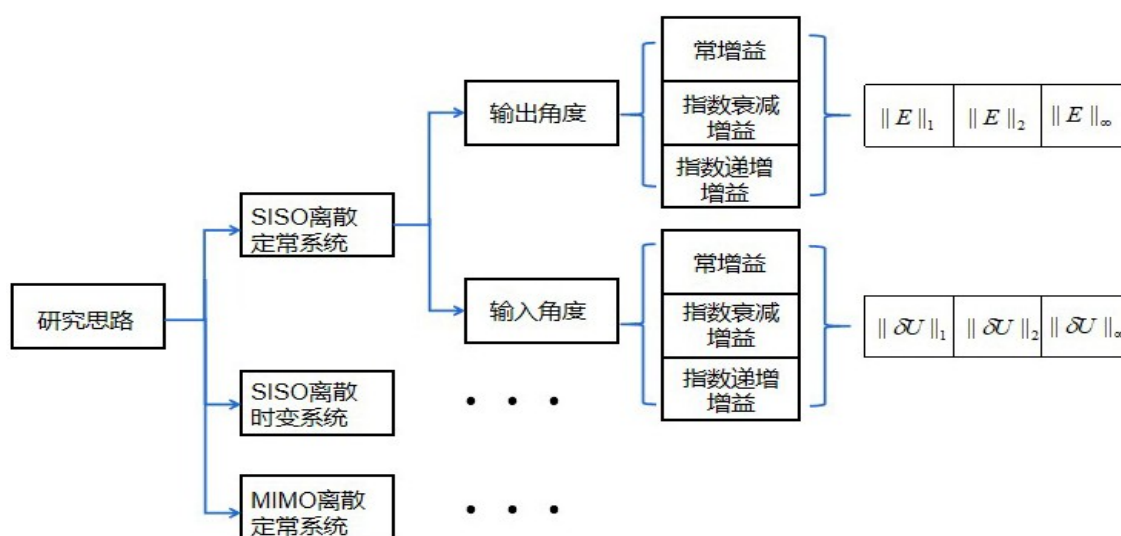 研究思路
SISO离散
定常系统
SISO离散
时变系统
• • •
MIMO离散
定常系统
• • •
输出角度
输入角度
常增益
指数衰减
增益
指数递增
增益
常增益
指数衰减
增益
指数递增
增益
‖E‖₁ ‖E‖₂ ‖E‖∞
‖δU‖₁ ‖δU‖₂ ‖δU‖∞